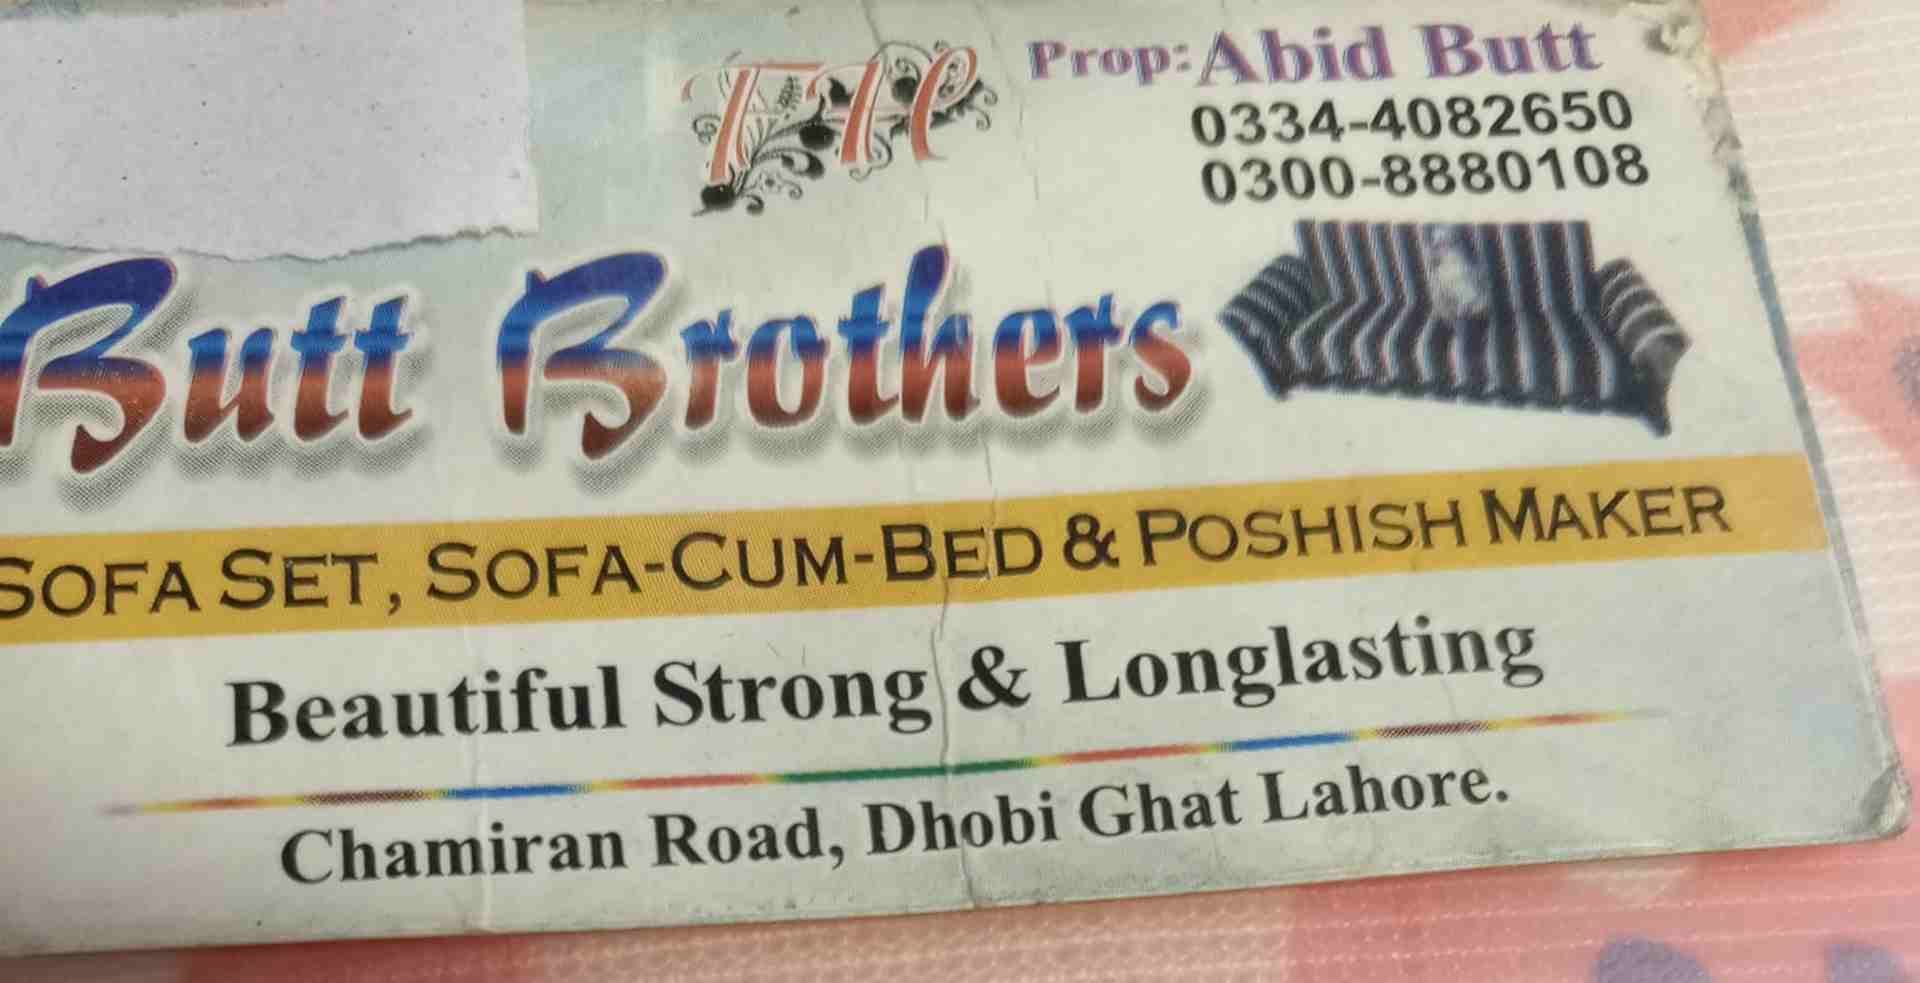 Prop: Abid Butt
0334-4082650
0300-8880108
Butt Brothers
SOFA SET, SOFA-CUM-BED & POSHISH MAKER
Beautiful Strong & Longlasting
Chamiran Road, Dhobi Ghat Lahore.